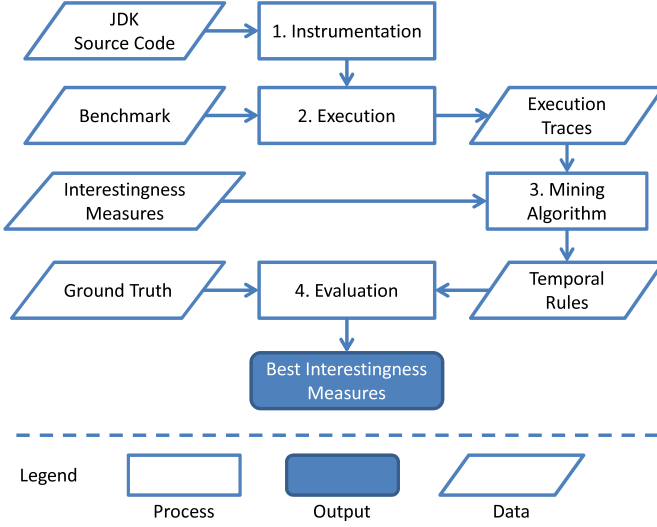 JDK
Source Code
1. Instrumentation
Benchmark
2. Execution
Execution
Traces
Interestingness
Measures
3. Mining
Algorithm
Ground Truth
4. Evaluation
Temporal
Rules
Best Interestingness
Measures
Legend
Process
Output
Data